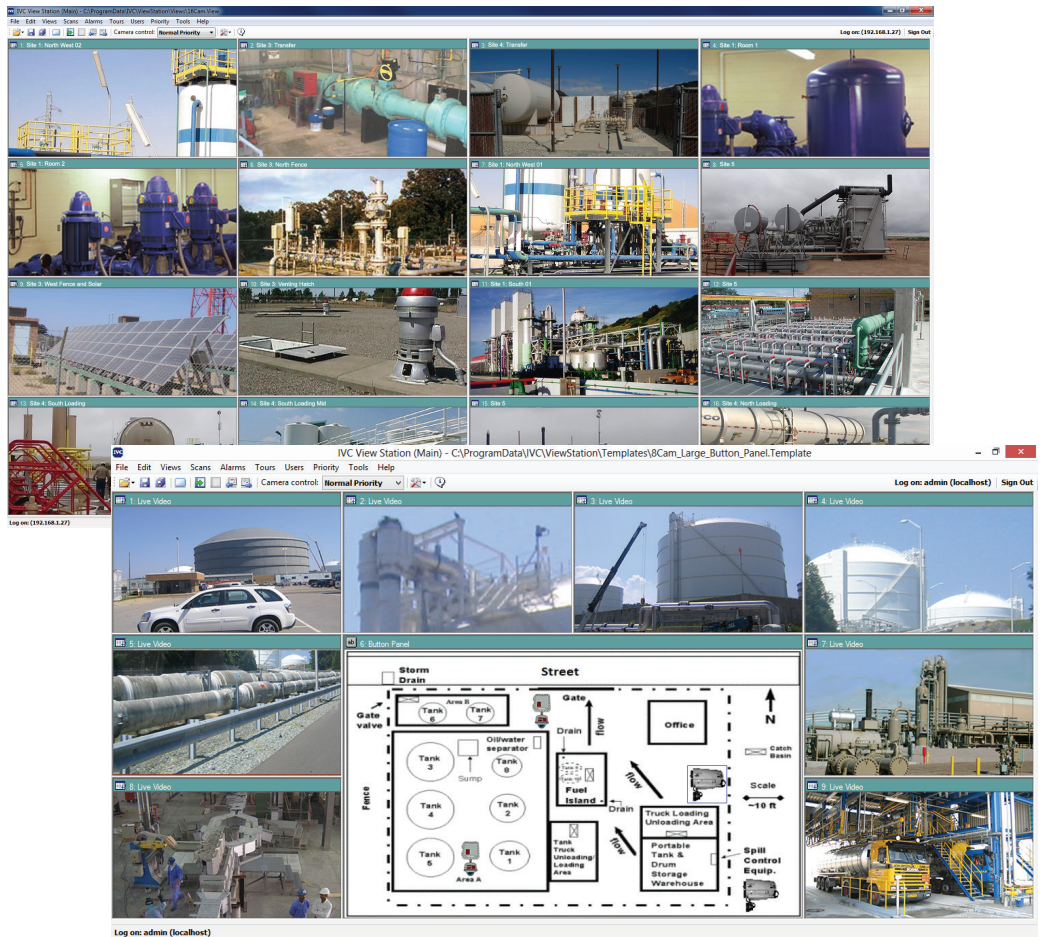 IVC View Station (Main) - C:\ProgramData\IVC\ViewStation\Views\18Cam.View
File Edit Views Scans Alarms Tours Users Priority Tools Help
Camera control: Normal Priority
Log on: (192.168.1.27) Sign Out
1: Site 1: North West 02
2: Site 3: Transfer
3: Site 4: Transfer
4: Site 1: Room 1
5: Site 1: Room 2
6: Site 3: North Fence
7: Site 1: North West 01
8: Site 5
9: Site 3: West Fence and Solar
10: Site 3: Venting Hatch
11: Site 1: South 01
12: Site 5
13: Site 4: South Loading
14: Site 4: South Loading Mid
15: Site 5
16: Site 4: North Loading
Log on: (192.168.1.27)
IVC
IVC View Station (Main) - C:\ProgramData\IVC\ViewStation\Templates\8Cam_Large_Button_Panel.Template
File Edit Views Scans Alarms Tours Users Priority Tools Help
Camera control: Normal Priority
Log on: admin (localhost) Sign Out
1: Live Video
2: Live Video
3: Live Video
4: Live Video
5: Live Video
ab 6: Button Panel
7: Live Video
8: Live Video
9: Live Video
Storm
Drain
Street
Gate
valve
Area B
Tank
6
Tank
7
Gate
flow
Office
N
Drain
Oil/water
separator
Tank
3
Sump
Tank
8
Fuel
Island
flow
Catch
Basin
Scale
~10 ft
Fence
Tank
4
Tank
2
Drain
Truck Loading
Unloading Area
flow
Tank
5
Area A
Tank
1
Tank
Truck
Unloading/
Loading
Area
Portable
Tank &
Drum
Storage
Warehouse
Spill
Control
Equip.
Log on: admin (localhost)